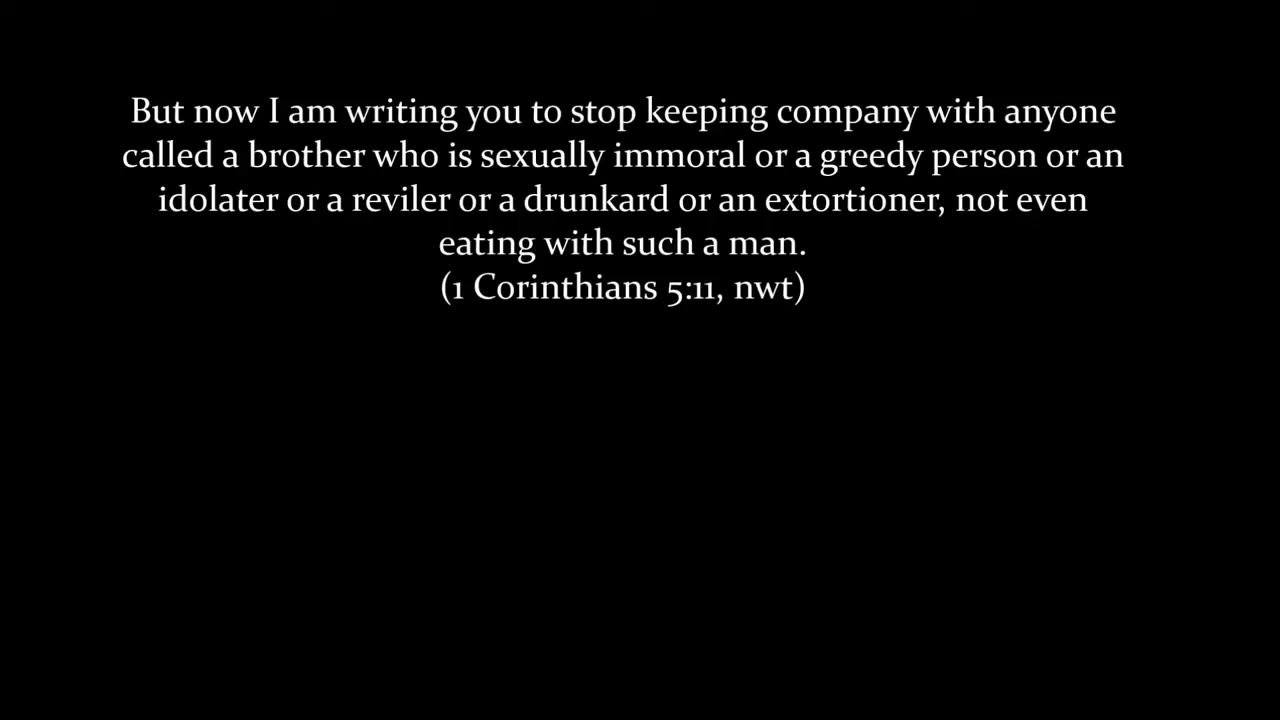 But now I am writing you to stop keeping company with anyone
called a brother who is sexually immoral or a greedy person or an
idolater or a reviler or a drunkard or an extortioner, not even
eating with such a man.
(1 Corinthians 5:11, nwt)